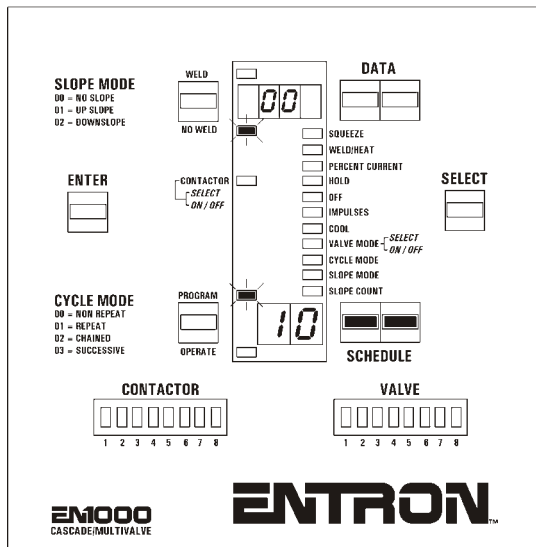 SLOPE MODE
00 = NO SLOPE
01 = UP SLOPE
02 = DOWNSLOPE
WELD
NO WELD
00
DATA
SQUEEZE
WELD/HEAT
PERCENT CURRENT
HOLD
OFF
IMPULSES
COOL
VALVE MODE
SELECT
ON / OFF
CYCLE MODE
SLOPE MODE
SLOPE COUNT
ENTER
CONTACTOR
SELECT
ON / OFF
SELECT
CYCLE MODE
00 = NON REPEAT
01 = REPEAT
02 = CHAINED
03 = SUCCESSIVE
PROGRAM
OPERATE
10
SCHEDULE
CONTACTOR
1 2 3 4 5 6 7 8
VALVE
1 2 3 4 5 6 7 8
EN1000
CASCADE/MULTIVALVE
ENTRON™